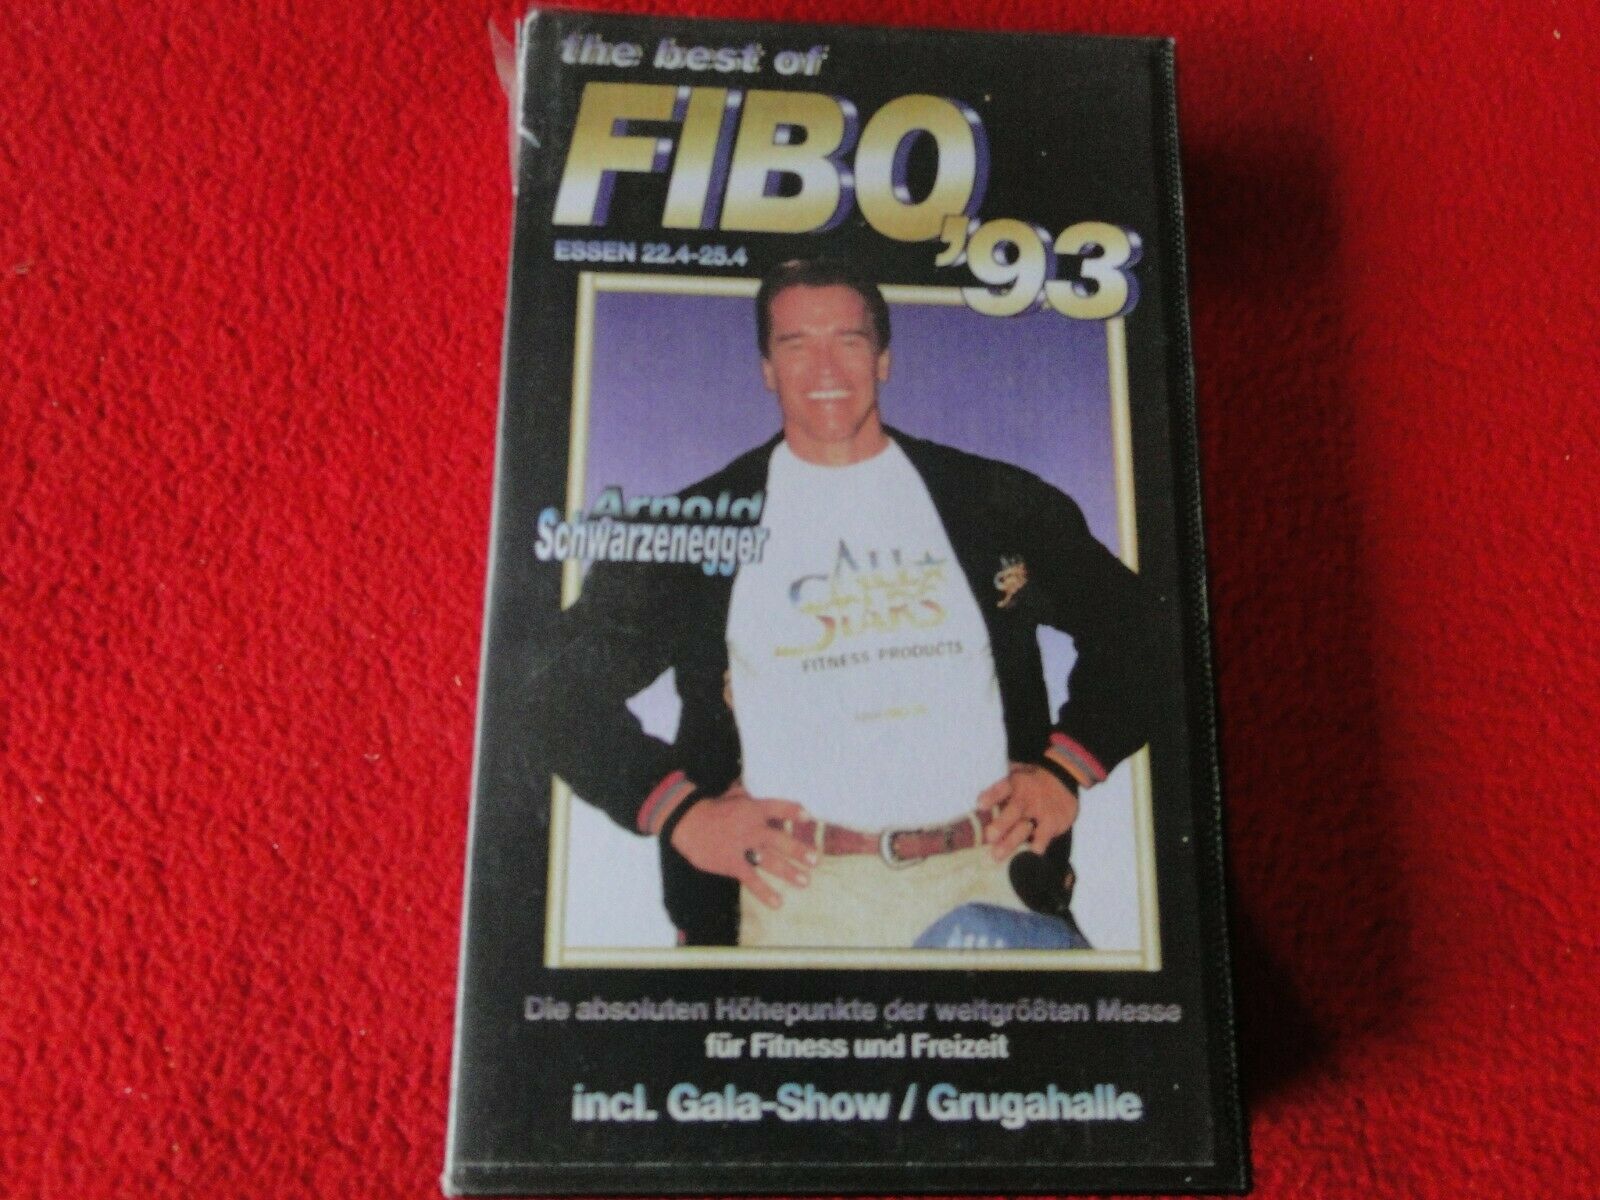 the best of
FIBO '93
ESSEN 22.4-25.4
Arnold
Schwarzenegger
ALL
STARS
FITNESS PRODUCTS
Die absoluten Höhepunkte der weltgrößten Messe
für Fitness und Freizeit
incl. Gala-Show / Grugahalle